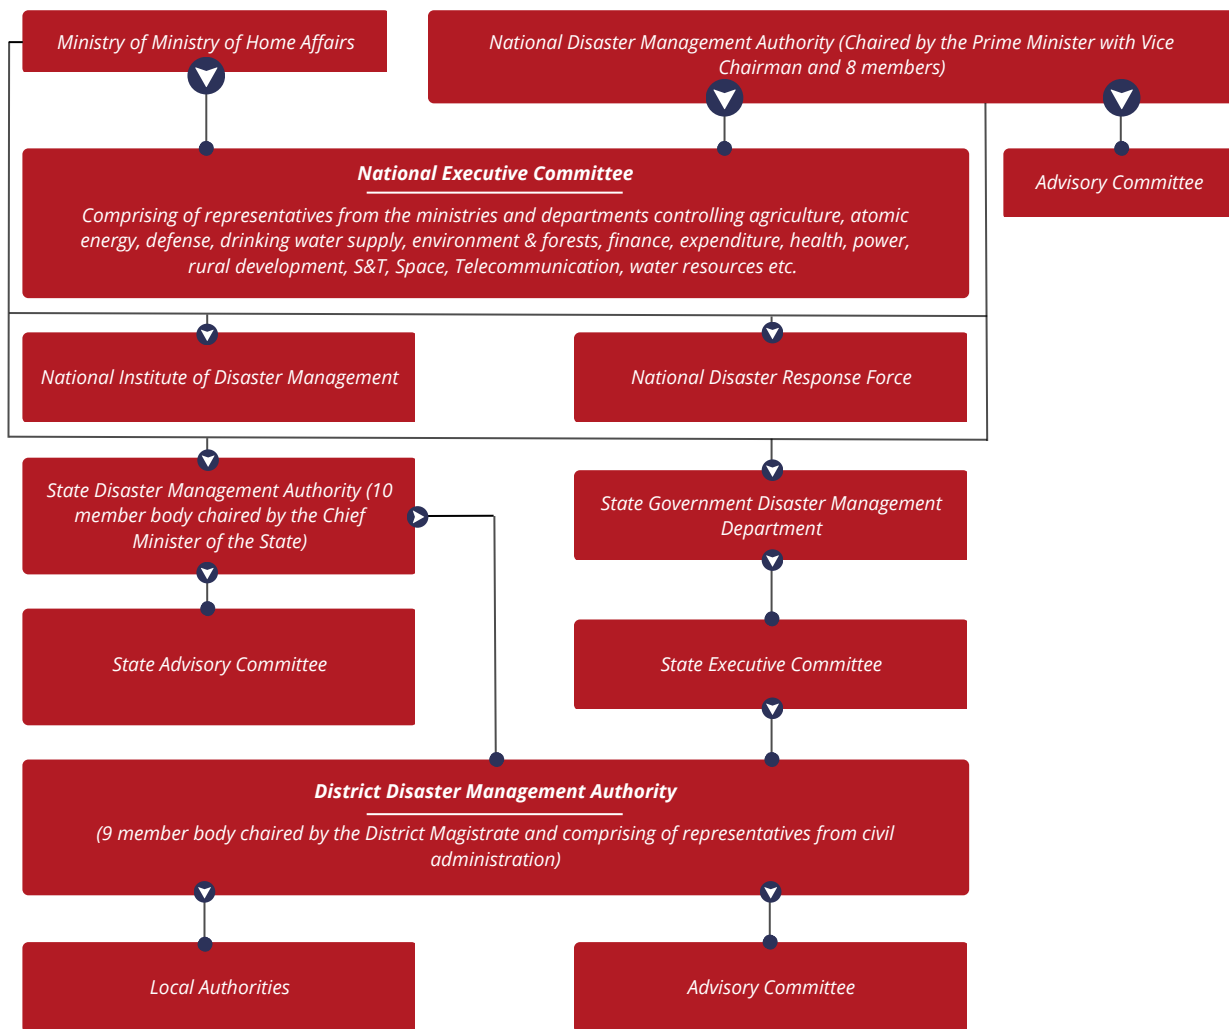 Ministry of Ministry of Home Affairs
National Disaster Management Authority (Chaired by the Prime Minister with Vice
Chairman and 8 members)
National Executive Committee
Comprising of representatives from the ministries and departments controlling agriculture, atomic
energy, defense, drinking water supply, environment & forests, finance, expenditure, health, power,
rural development, S&T, Space, Telecommunication, water resources etc.
Advisory Committee
National Institute of Disaster Management
National Disaster Response Force
State Disaster Management Authority (10
member body chaired by the Chief
Minister of the State)
State Government Disaster Management
Department
State Advisory Committee
State Executive Committee
District Disaster Management Authority
(9 member body chaired by the District Magistrate and comprising of representatives from civil
administration)
Local Authorities
Advisory Committee